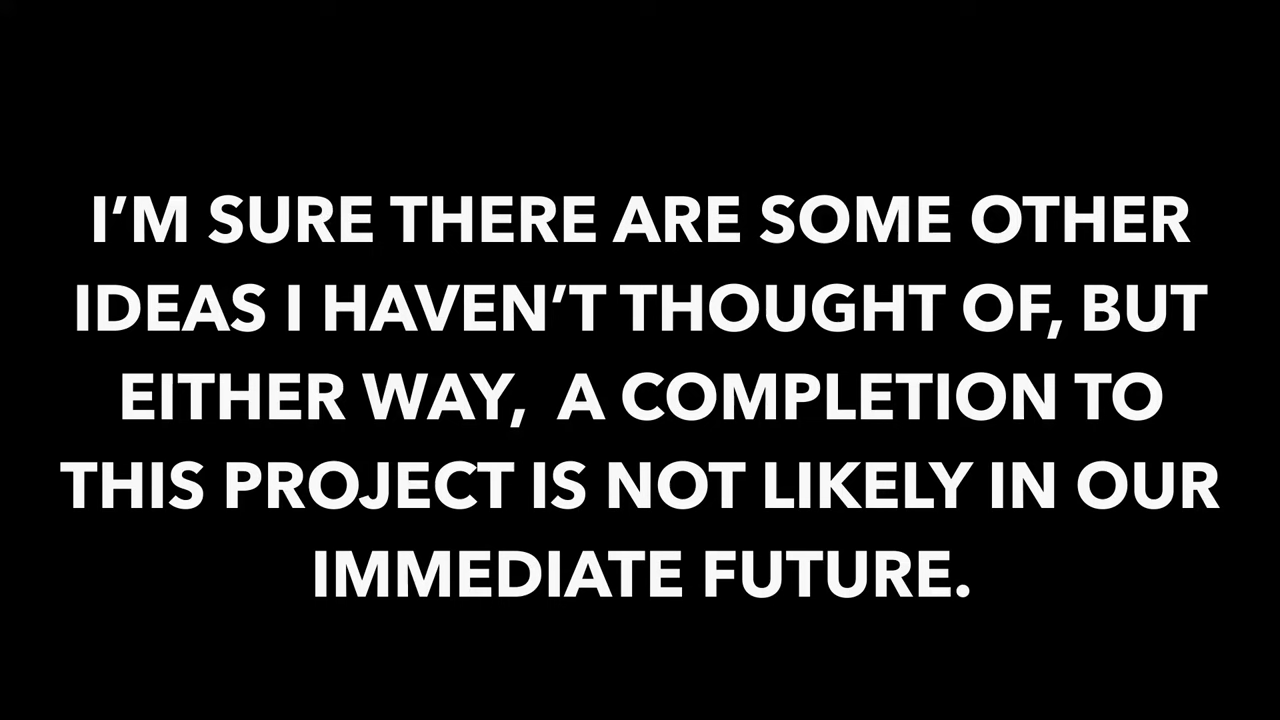 I’M SURE THERE ARE SOME OTHER
IDEAS I HAVEN’T THOUGHT OF, BUT
EITHER WAY,  A COMPLETION TO
THIS PROJECT IS NOT LIKELY IN OUR
IMMEDIATE FUTURE.